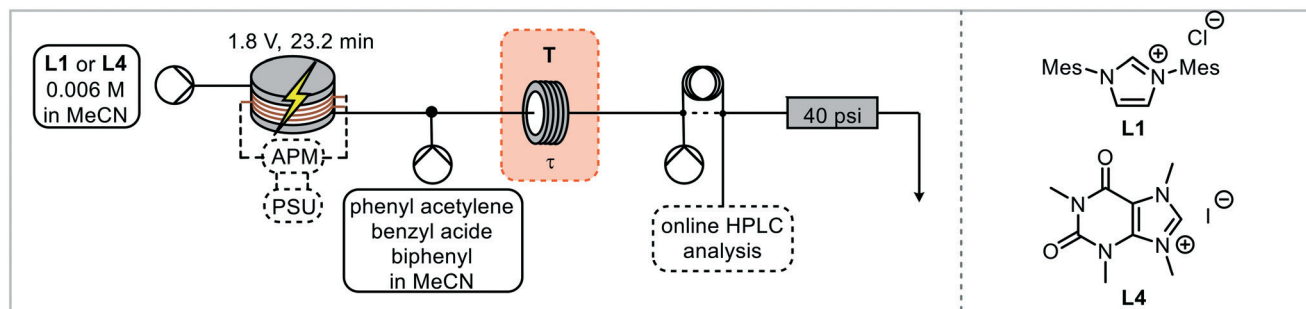 L1 or L4
0.006 M
in MeCN
1.8 V, 23.2 min
APM
PSU
phenyl acetylene
benzyl acide
biphenyl
in MeCN
T
τ
online HPLC
analysis
40 psi
Cl⊖
Mes N N⊕ Mes
L1
O
N N
I⊖
O N N⊕
L4